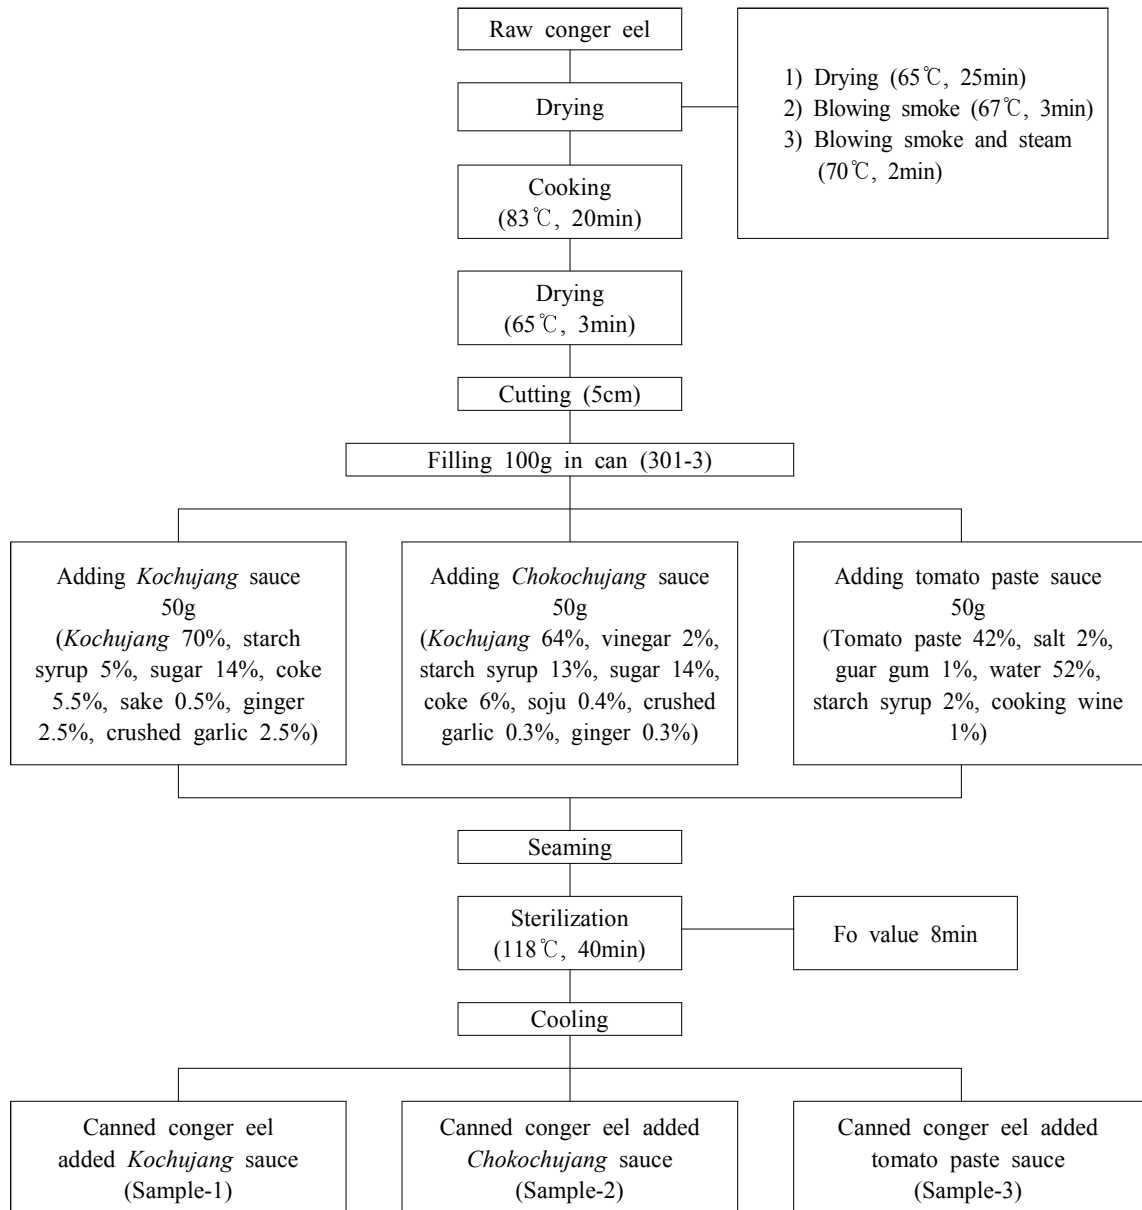 Raw conger eel
Drying
1) Drying (65℃, 25min)
2) Blowing smoke (67℃, 3min)
3) Blowing smoke and steam
(70℃, 2min)
Cooking
(83℃, 20min)
Drying
(65℃, 3min)
Cutting (5cm)
Filling 100g in can (301-3)
Adding Kochujang sauce
50g
(Kochujang 70%, starch
syrup 5%, sugar 14%, coke
5.5%, sake 0.5%, ginger
2.5%, crushed garlic 2.5%)
Adding Chokochujang sauce
50g
(Kochujang 64%, vinegar 2%,
starch syrup 13%, sugar 14%,
coke 6%, soju 0.4%, crushed
garlic 0.3%, ginger 0.3%)
Adding tomato paste sauce
50g
(Tomato paste 42%, salt 2%,
guar gum 1%, water 52%,
starch syrup 2%, cooking wine
1%)
Seaming
Sterilization
(118℃, 40min)
Fo value 8min
Cooling
Canned conger eel
added Kochujang sauce
(Sample-1)
Canned conger eel added
Chokochujang sauce
(Sample-2)
Canned conger eel added
tomato paste sauce
(Sample-3)